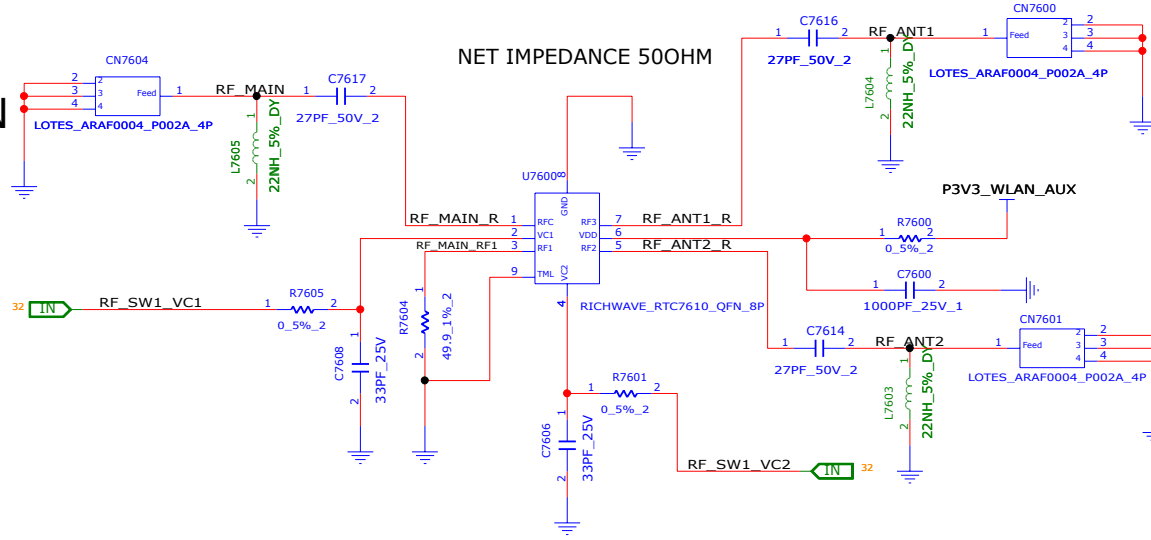 CN7600
C7616
RF_ANT1
1
2
1
Feed
2
3
4
2
3
4
27PF_50V_2
LOTES_ARAF0004_P002A_4P
1
L7604
2
22NH_5%_DY
NET IMPEDANCE 50OHM
CN7604
2
3
4
2
3
4
Feed
1
RF_MAIN
C7617
1
2
27PF_50V_2
LOTES_ARAF0004_P002A_4P
N
1
L7605
2
22NH_5%_DY
U7600
8
GND
RF_MAIN_R
1
RFC
2
VC1
RF_MAIN_RF1
3
RF1
9
TML
VC2
4
RF3
7
RF_ANT1_R
VDD
6
RF2
5
RF_ANT2_R
RICHWAVE_RTC7610_QFN_8P
P3V3_WLAN_AUX
R7600
1
2
0_5%_2
C7600
1
2
1000PF_25V_1
32
IN
RF_SW1_VC1
R7605
1
2
0_5%_2
1
C7608
2
33PF_25V
1
R7604
2
49.9_1%_2
C7614
1
2
27PF_50V_2
RF_ANT2
1
CN7601
Feed
2
3
4
2
3
4
LOTES_ARAF0004_P002A_4P
1
L7603
2
22NH_5%_DY
R7601
1
2
0_5%_2
1
C7606
2
33PF_25V
RF_SW1_VC2
IN
32